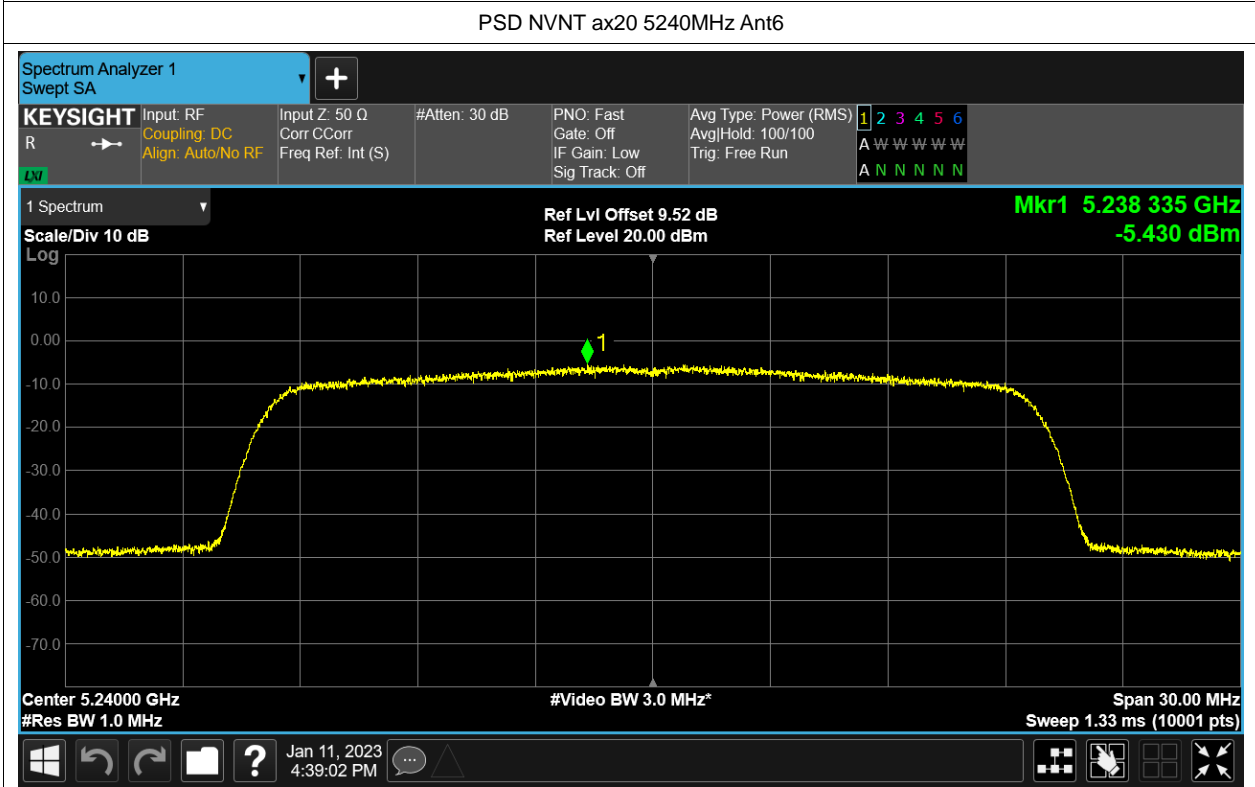 PSD NVNT ax20 5240MHz Ant6
Spectrum Analyzer 1
Swept SA
KEYSIGHT
R
LXI
Input: RF
Coupling: DC
Align: Auto/No RF
Input Z: 50 Ω
Corr CCorr
Freq Ref: Int (S)
#Atten: 30 dB
PNO: Fast
Gate: Off
IF Gain: Low
Sig Track: Off
Avg Type: Power (RMS)
Avg|Hold: 100/100
Trig: Free Run
1 2 3 4 5 6
A W W W W W
A N N N N N
1 Spectrum
Scale/Div 10 dB
Log
Ref Lvl Offset 9.52 dB
Ref Level 20.00 dBm
Mkr1 5.238 335 GHz
-5.430 dBm
10.0
0.00
-10.0
-20.0
-30.0
-40.0
-50.0
-60.0
-70.0
1
Center 5.24000 GHz
#Res BW 1.0 MHz
#Video BW 3.0 MHz*
Span 30.00 MHz
Sweep 1.33 ms (10001 pts)
?
Jan 11, 2023
4:39:02 PM